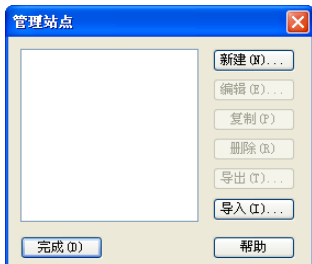 管理站点
新建(N)...
编辑(E)...
复制(P)
删除(R)
导出(T)...
导入(I)...
完成(D)
帮助